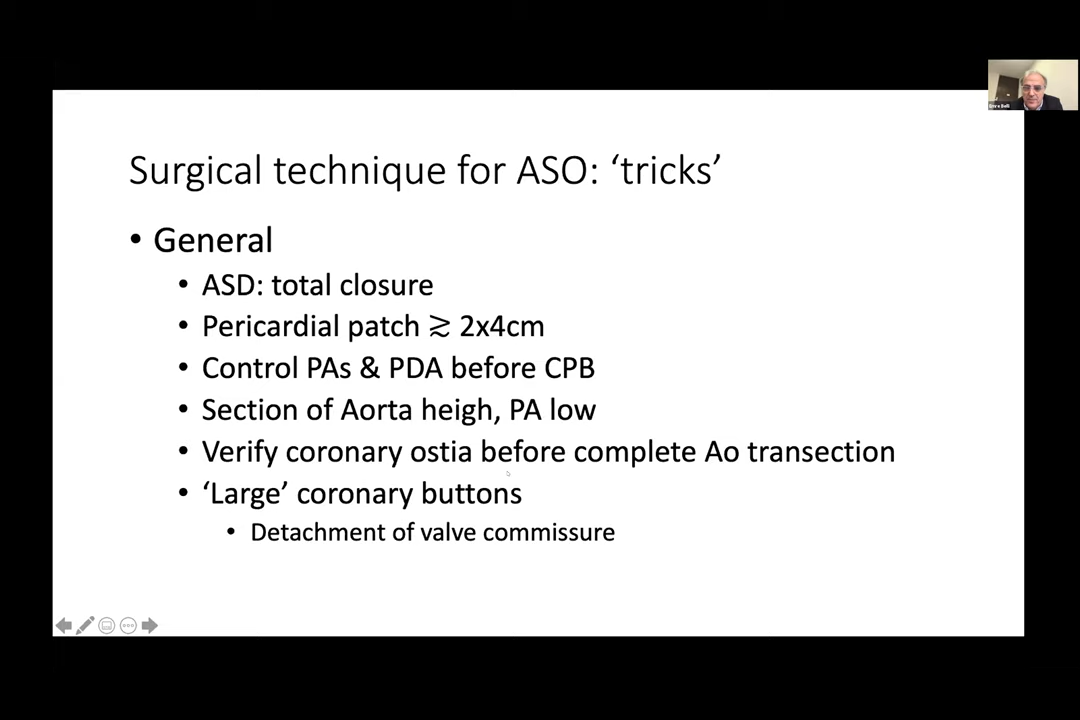 Surgical technique for ASO: ‘tricks’
• General
• ASD: total closure
• Pericardial patch ≳ 2x4cm
• Control PAs & PDA before CPB
• Section of Aorta heigh, PA low
• Verify coronary ostia before complete Ao transection
• ‘Large’ coronary buttons
• Detachment of valve commissure